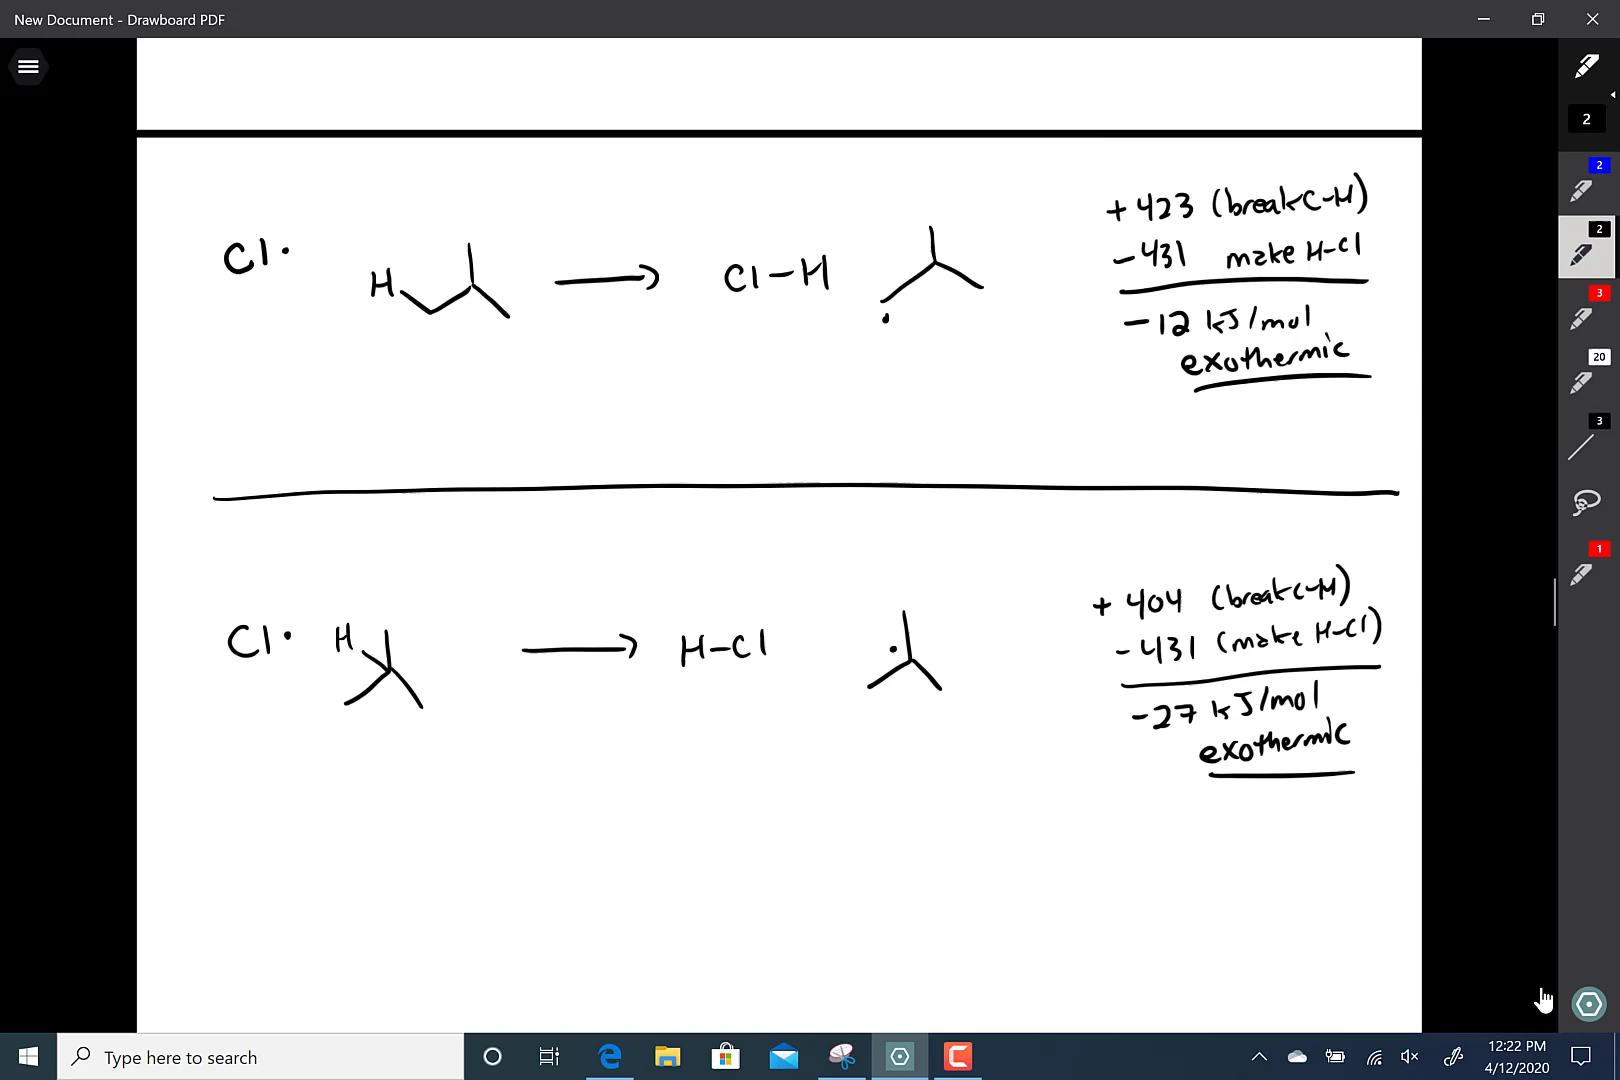 New Document - Drawboard PDF
2
2
2
3
20
3
1
Cl· H → Cl-H
+423 (break C-H)
-431 make H-Cl
-12 kJ/mol
exothermic
Cl· H → H-Cl
+404 (break C-H)
-431 (make H-Cl)
-27 kJ/mol
exothermic
Type here to search
12:22 PM
4/12/2020